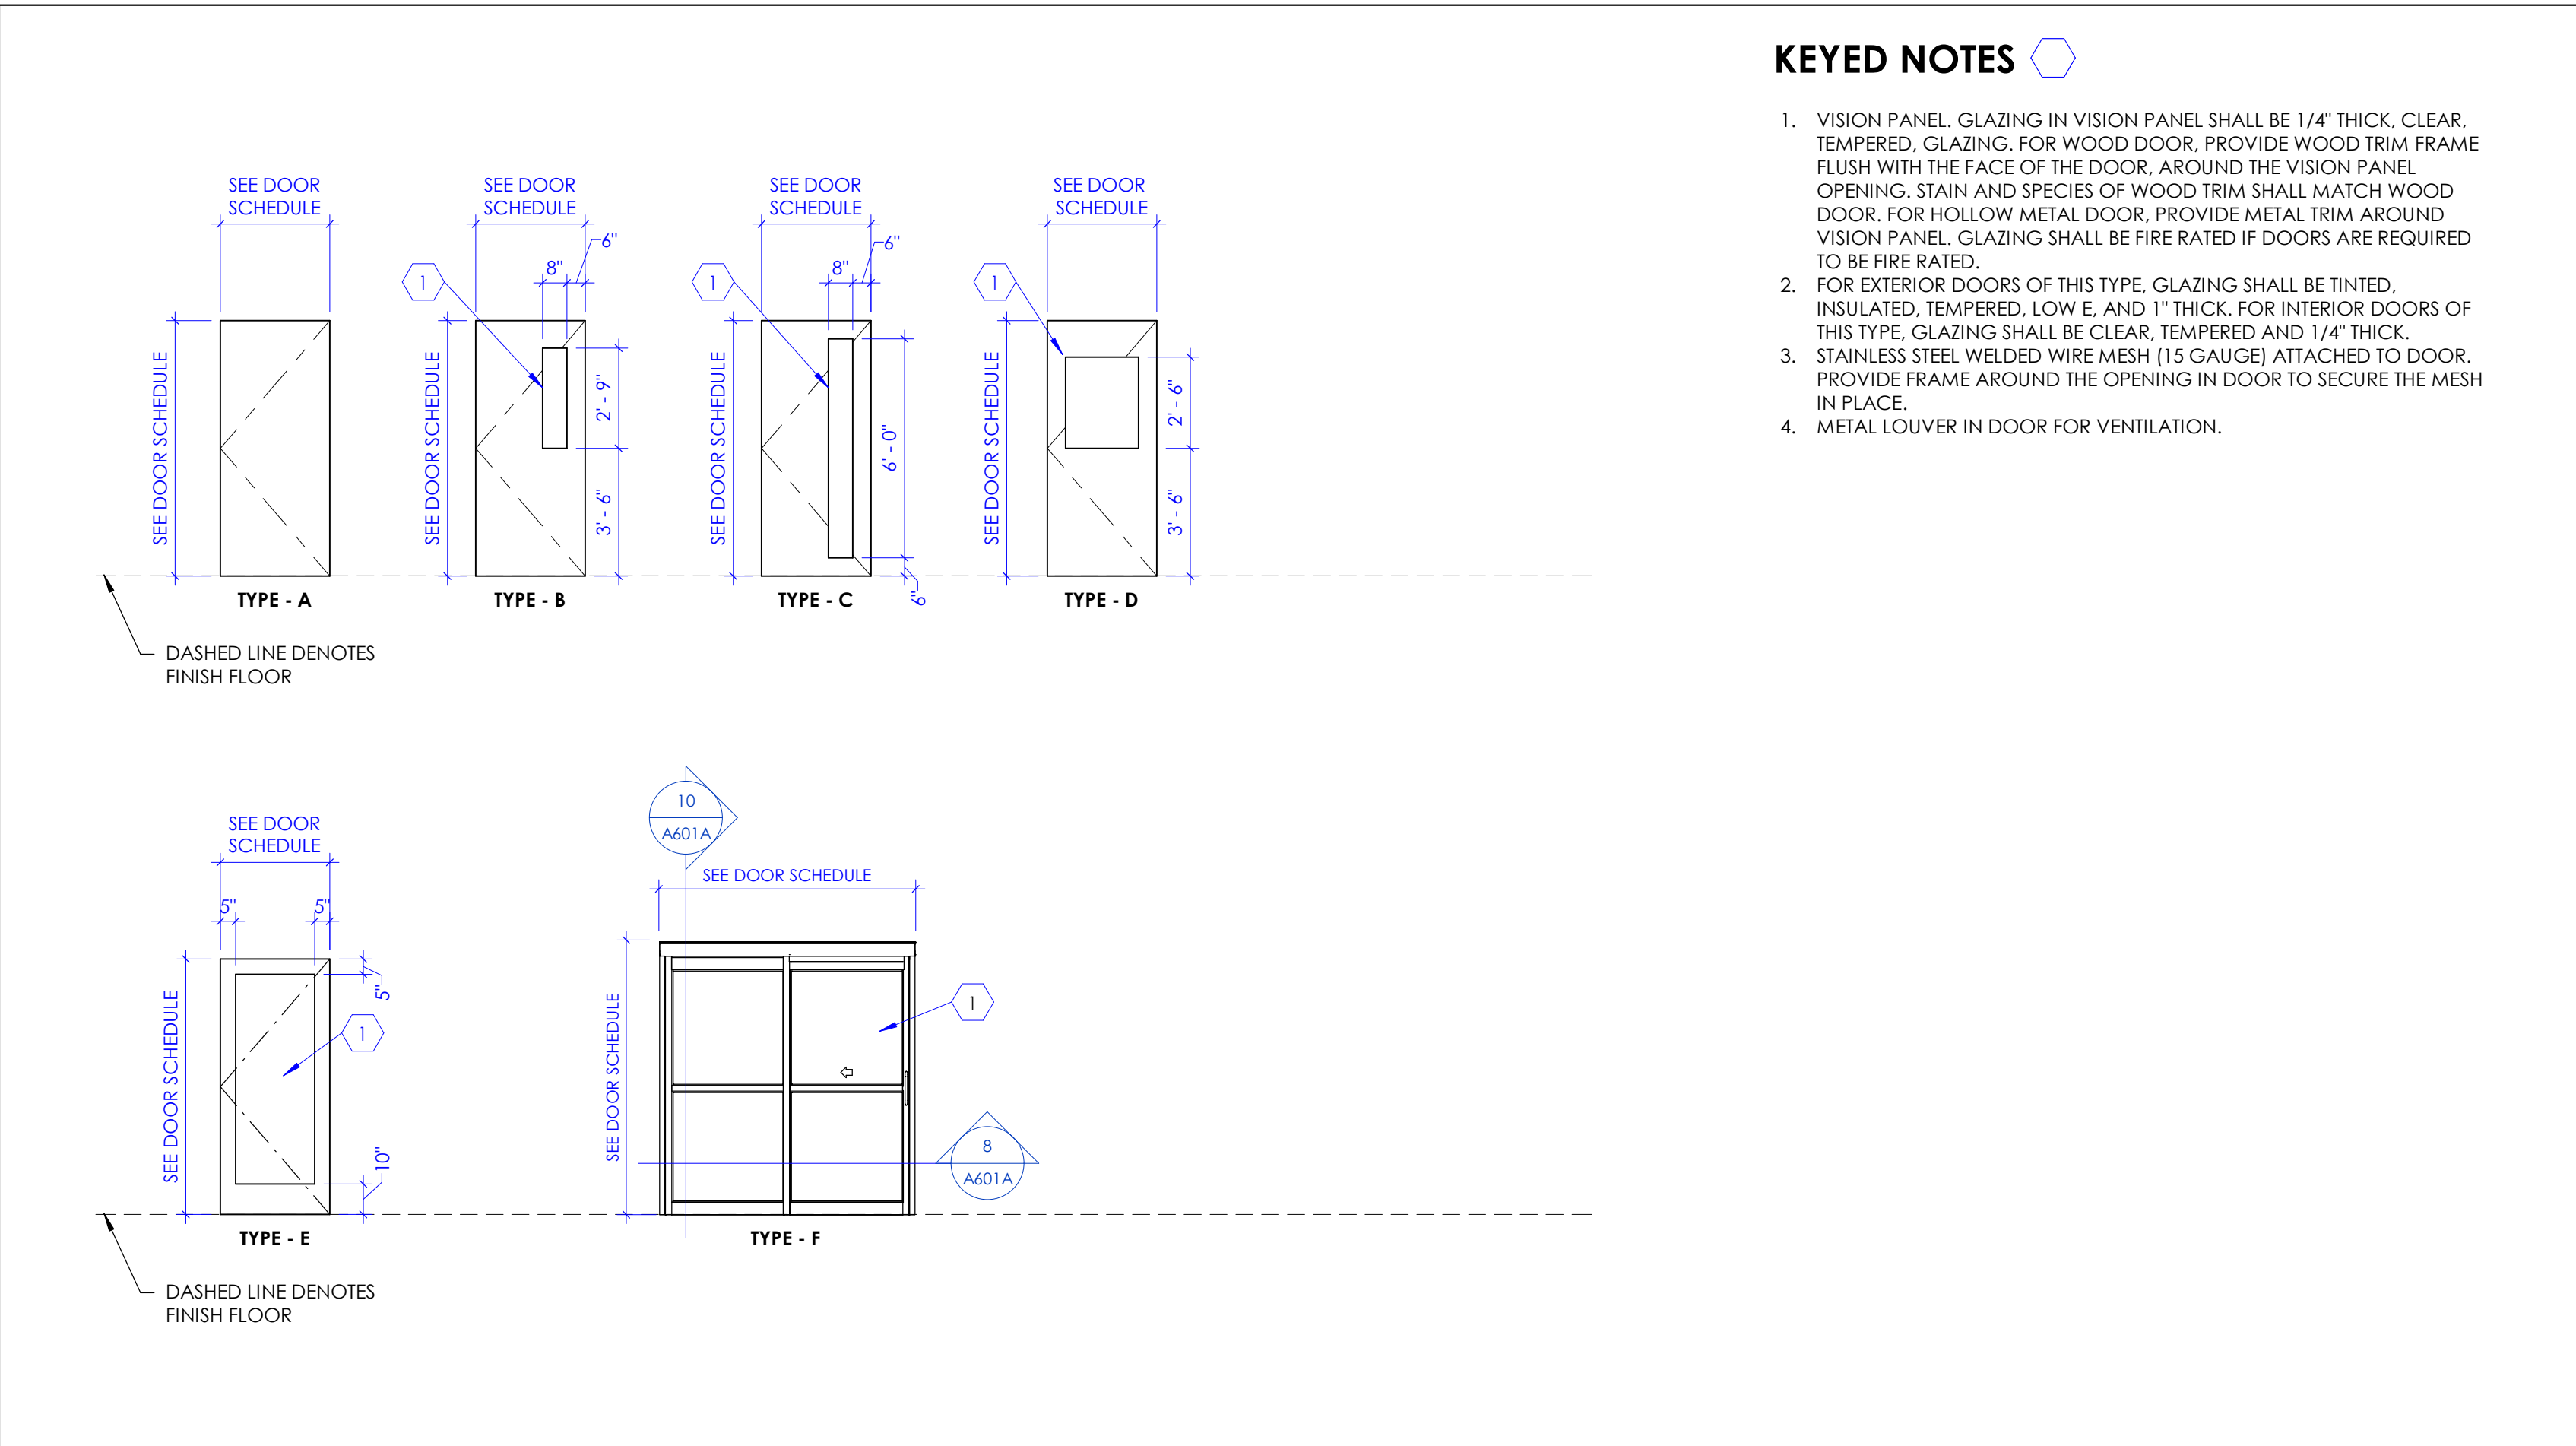 KEYED NOTES
1. VISION PANEL. GLAZING IN VISION PANEL SHALL BE 1/4" THICK, CLEAR,
TEMPERED, GLAZING. FOR WOOD DOOR, PROVIDE WOOD TRIM FRAME
FLUSH WITH THE FACE OF THE DOOR, AROUND THE VISION PANEL
OPENING. STAIN AND SPECIES OF WOOD TRIM SHALL MATCH WOOD
DOOR. FOR HOLLOW METAL DOOR, PROVIDE METAL TRIM AROUND
VISION PANEL. GLAZING SHALL BE FIRE RATED IF DOORS ARE REQUIRED
TO BE FIRE RATED.
2. FOR EXTERIOR DOORS OF THIS TYPE, GLAZING SHALL BE TINTED,
INSULATED, TEMPERED, LOW E, AND 1" THICK. FOR INTERIOR DOORS OF
THIS TYPE, GLAZING SHALL BE CLEAR, TEMPERED AND 1/4" THICK.
3. STAINLESS STEEL WELDED WIRE MESH (15 GAUGE) ATTACHED TO DOOR.
PROVIDE FRAME AROUND THE OPENING IN DOOR TO SECURE THE MESH
IN PLACE.
4. METAL LOUVER IN DOOR FOR VENTILATION.
SEE DOOR
SCHEDULE
SEE DOOR SCHEDULE
TYPE - A
SEE DOOR
SCHEDULE
6"
8"
1
SEE DOOR SCHEDULE
2' - 9"
3' - 6"
TYPE - B
SEE DOOR
SCHEDULE
6"
8"
1
SEE DOOR SCHEDULE
6' - 0"
6"
TYPE - C
SEE DOOR
SCHEDULE
1
SEE DOOR SCHEDULE
2' - 6"
3' - 6"
TYPE - D
DASHED LINE DENOTES
FINISH FLOOR
SEE DOOR
SCHEDULE
5"
5"
5"
SEE DOOR SCHEDULE
1
10"
TYPE - E
10
A601A
SEE DOOR SCHEDULE
SEE DOOR SCHEDULE
1
8
A601A
TYPE - F
DASHED LINE DENOTES
FINISH FLOOR